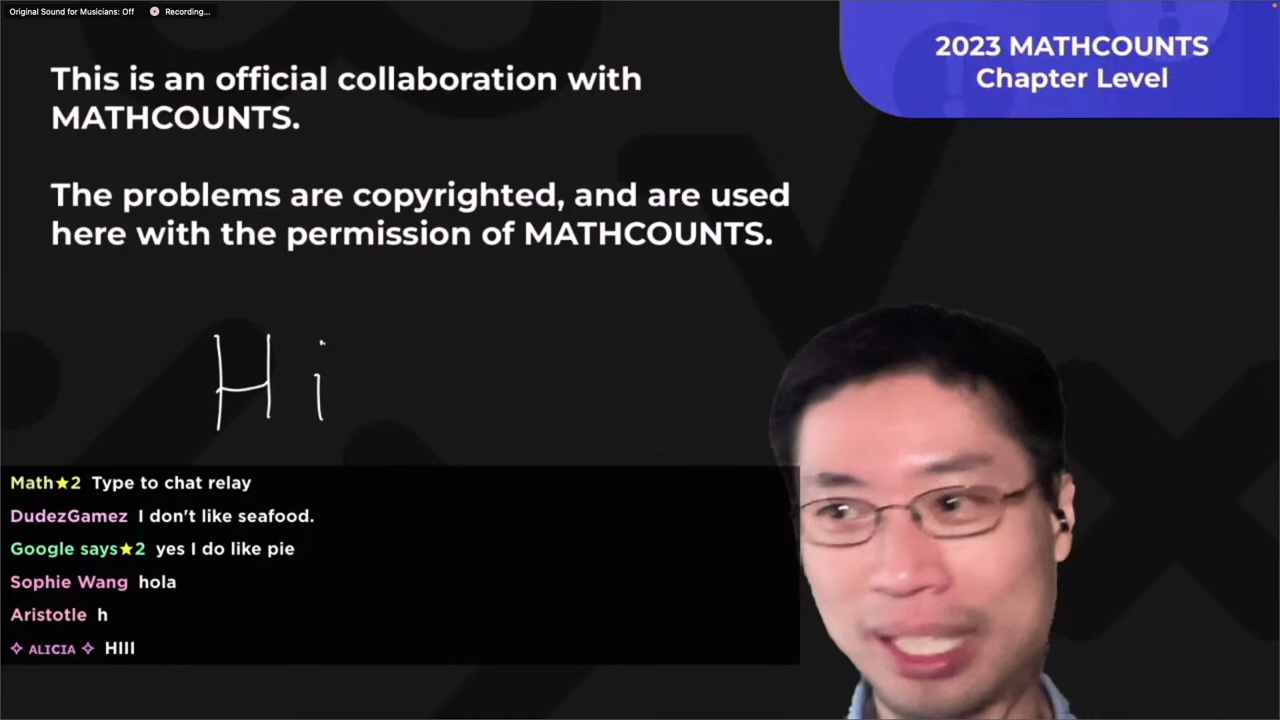 Original Sound for Musicians: Off Recording...
2023 MATHCOUNTS
Chapter Level
This is an official collaboration with
MATHCOUNTS.
The problems are copyrighted, and are used
here with the permission of MATHCOUNTS.
Hi
Math★2 Type to chat relay
DudezGamez I don't like seafood.
Google says★2 yes I do like pie
Sophie Wang hola
Aristotle h
✧ ᴀʟɪᴄɪᴀ ✧ HIII